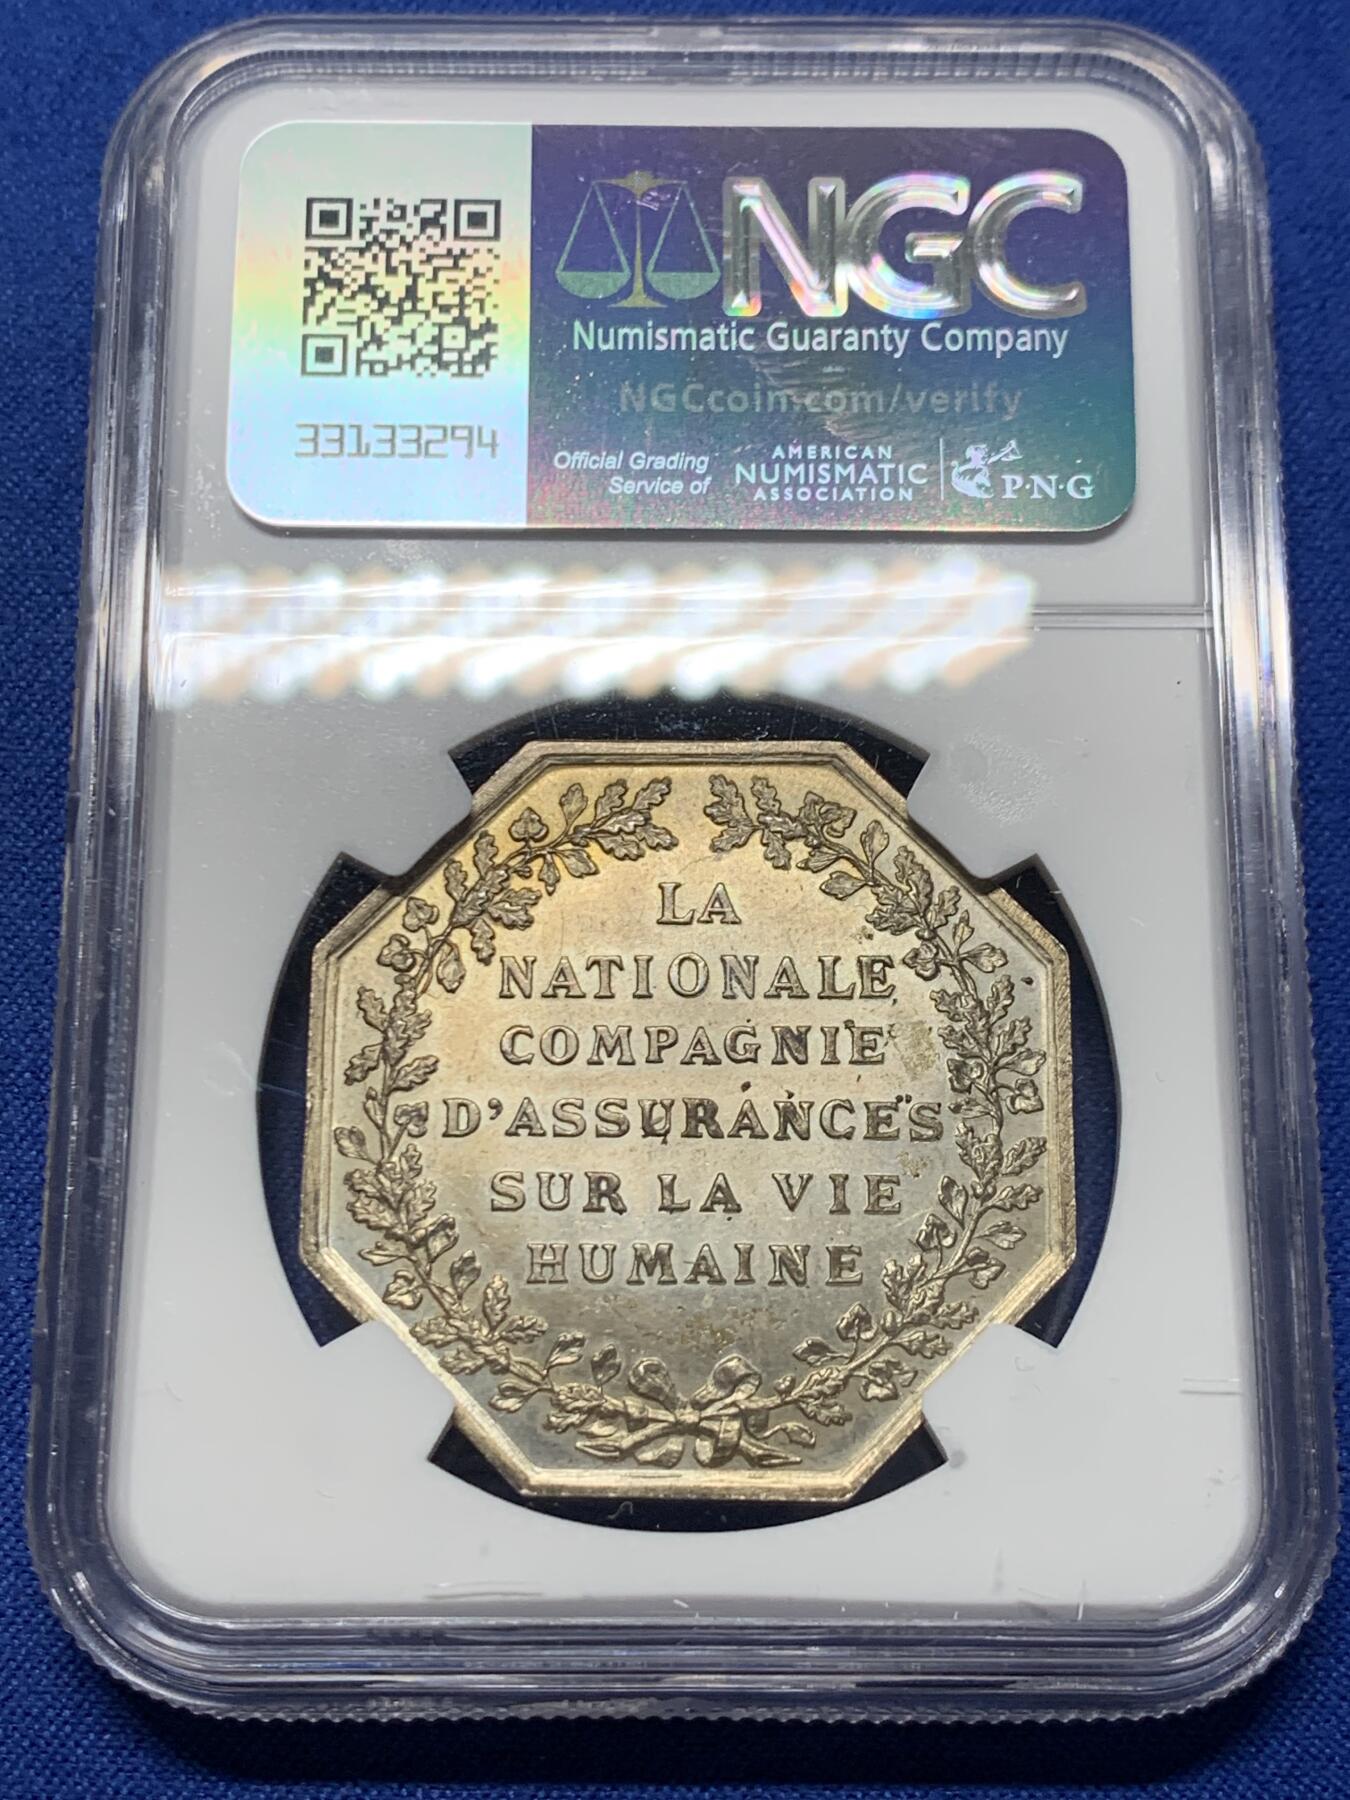 NGC
Numismatic Guaranty Company
NGCcoin.com/verify
33133294
Official Grading
Service of
AMERICAN
NUMISMATIC
ASSOCIATION
P·N·G
LA
NATIONALE
COMPAGNIE
D'ASSURANCES
SUR LA VIE
HUMAINE